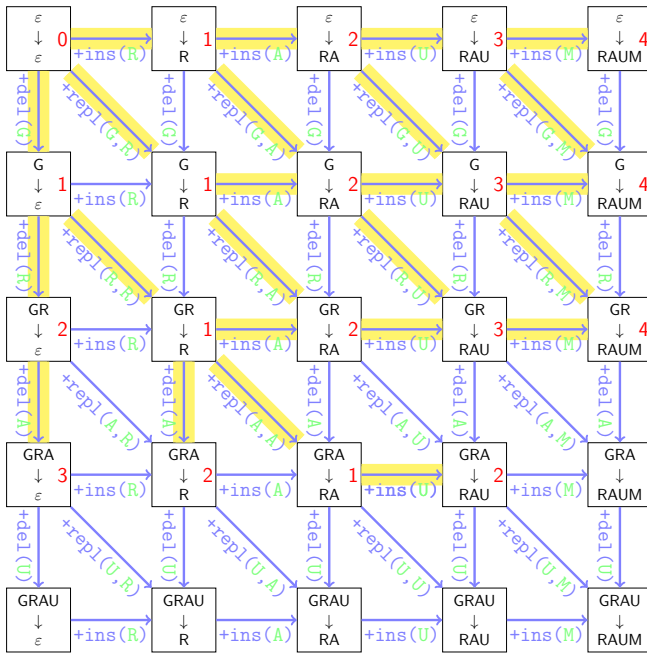 ε ε ε ε ε
↓ 0 ↓ 1 ↓ 2 ↓ 3 ↓ 4
ε +ins(R) R +ins(A) RA +ins(U) RAU +ins(M) RAUM
+del(G) +repl(G,R) +del(G) +repl(G,A) +del(G) +repl(G,U) +del(G) +repl(G,M) +del(G)
G G G G G
↓ 1 ↓ 1 ↓ 2 ↓ 3 ↓ 4
ε +ins(R) R +ins(A) RA +ins(U) RAU +ins(M) RAUM
+del(R) +repl(R,R) +del(R) +repl(R,A) +del(R) +repl(R,U) +del(R) +repl(R,M) +del(R)
GR GR GR GR GR
↓ 2 ↓ 1 ↓ 2 ↓ 3 ↓ 4
ε +ins(R) R +ins(A) RA +ins(U) RAU +ins(M) RAUM
+del(A) +repl(A,R) +del(A) +repl(A,A) +del(A) +repl(A,U) +del(A) +repl(A,M) +del(A)
GRA GRA GRA GRA GRA
↓ 3 ↓ 2 ↓ 1 ↓ 2 ↓
ε +ins(R) R +ins(A) RA +ins(U) RAU +ins(M) RAUM
+del(U) +repl(U,R) +del(U) +repl(U,A) +del(U) +repl(U,U) +del(U) +repl(U,M) +del(U)
GRAU GRAU GRAU GRAU GRAU
↓ ↓ ↓ ↓ ↓
ε +ins(R) R +ins(A) RA +ins(U) RAU +ins(M) RAUM